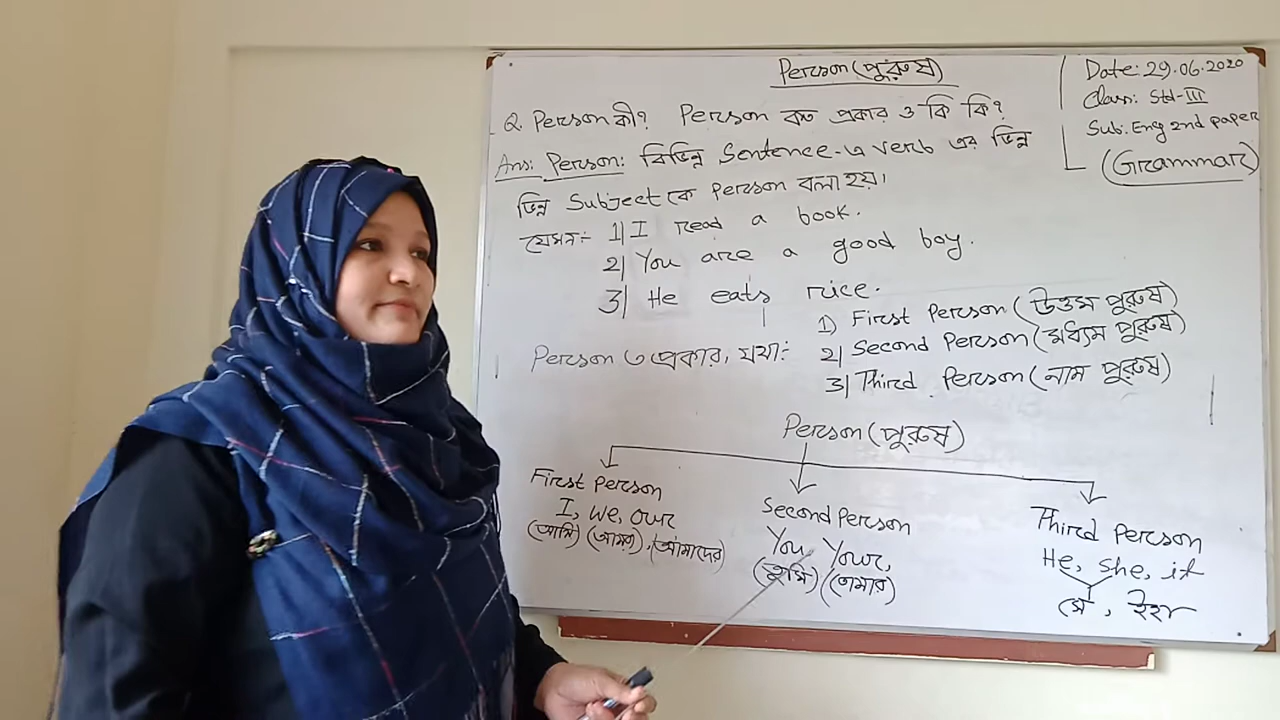 Person (পুরুষ)
Date: 29.06.2020
Class: Std-III
Sub: Eng 2nd paper
(Grammar)
Q. Person কী? Person কত প্রকার ও কি কি?
Ans: Person: বিভিন্ন Sentence-এ verb এর ভিন্ন
ভিন্ন Subject কে person বলা হয়।
যেমন:- 1| I read a book.
2| You are a good boy.
3| He eats rice.
Person ৩ প্রকার, যথা:-
1) First Person (উত্তম পুরুষ)
2| Second Person (মধ্যম পুরুষ)
3| Third Person (নাম পুরুষ)
Person (পুরুষ)
First Person
I, we, our
(আমি) (আমরা), (আমাদের)
Second Person
You, Your,
(তুমি) (তোমার)
Third Person
He, She, it
সে, ইহা